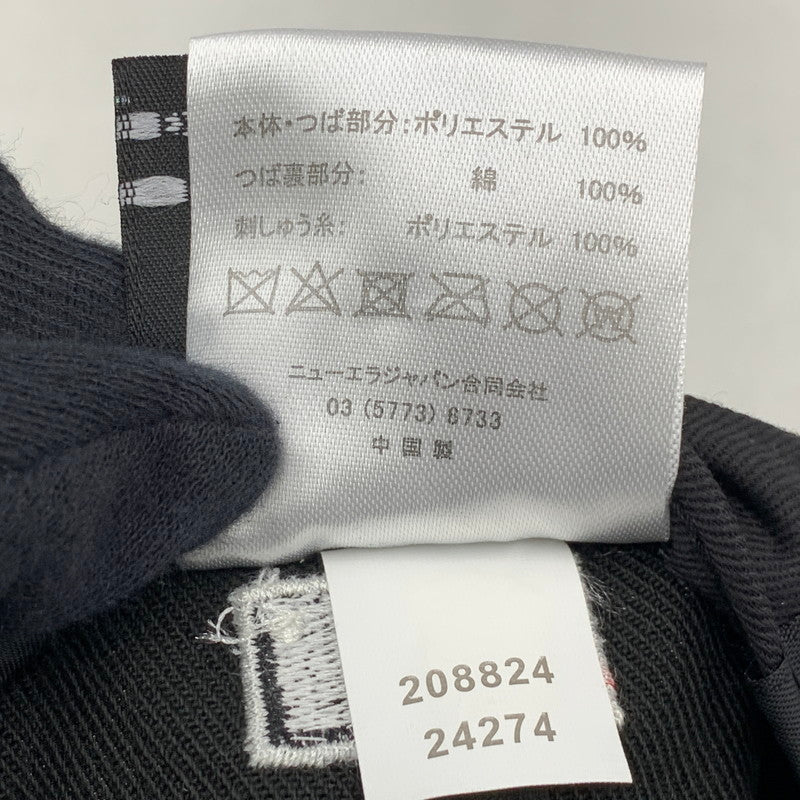 本体・つば部分：ポリエステル 100%
つば裏部分： 綿 100%
刺しゅう糸： ポリエステル 100%
ニューエラジャパン合同会社
03 (5773) 6733
中国製
208824
24274